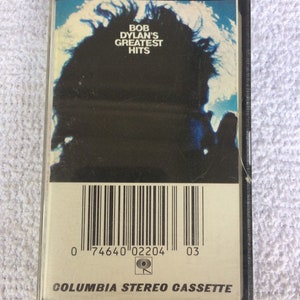 BOB
DYLAN'S
GREATEST
HITS
0 74640 02204 03
COLUMBIA STEREO CASSETTE